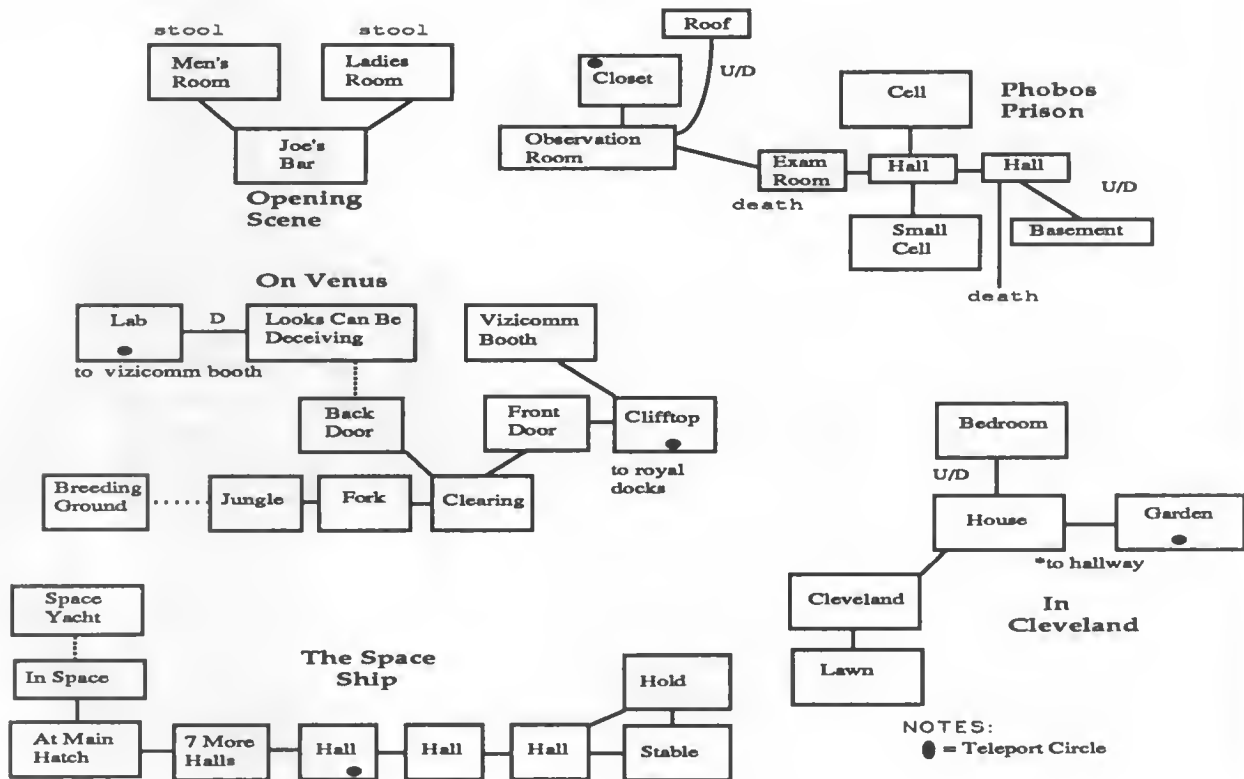 stool
stool
Men's
Room
Ladies
Room
Joe's
Bar
Opening
Scene
Roof
U/D
Closet
Observation
Room
Exam
Room
death
Cell
Hall
Small
Cell
Hall
U/D
Basement
death
Phobos
Prison
On Venus
Lab
D
to vizicomm booth
Looks Can Be
Deceiving
Vizicomm
Booth
Back
Door
Front
Door
Clifftop
to royal
docks
Breeding
Ground
Jungle
Fork
Clearing
Bedroom
U/D
House
Garden
*to hallway
Cleveland
Lawn
In
Cleveland
Space
Yacht
In Space
At Main
Hatch
7 More
Halls
The Space
Ship
Hall
Hall
Hall
Hold
Stable
NOTES:
= Teleport Circle